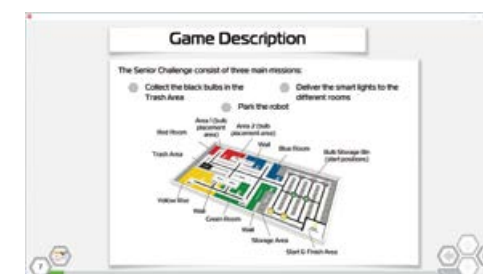 Game Description
The Senior Challenge consist of three main missions:
Collect the black bulbs in the
Trash Area
Deliver the smart lights to the
different rooms
Park the robot
Area 1 (bulb
placement
area)
Area 2 (bulb
placement area)
Red Room
Wall
Blue Room
Bulb Storage Bin
(start positions)
Trash Area
Yellow
Wall
Green Room
Wall
Storage Area
Start & Finish Area
7